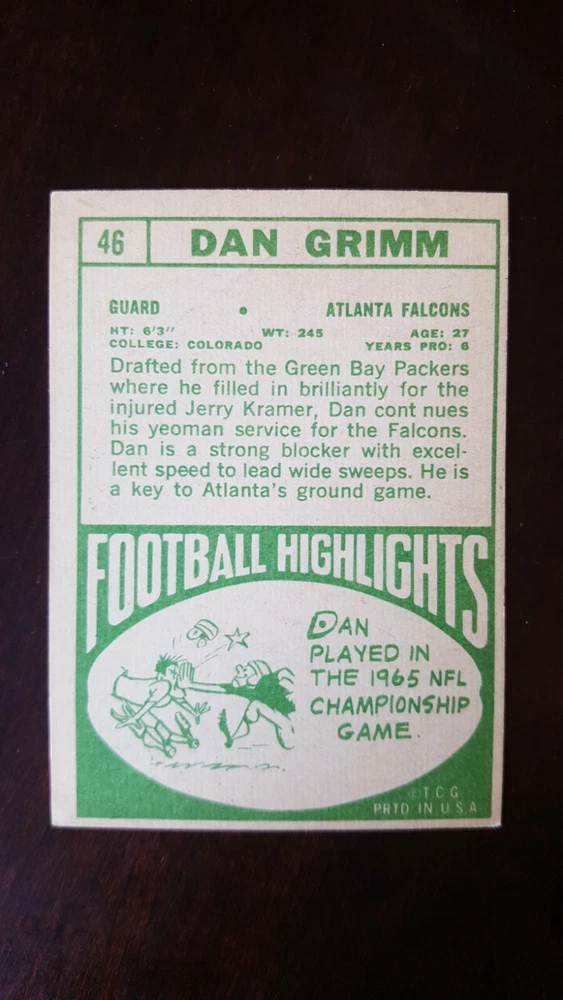 46 DAN GRIMM
GUARD • ATLANTA FALCONS
HT: 6'3" WT: 245 AGE: 27
COLLEGE: COLORADO YEARS PRO: 6
Drafted from the Green Bay Packers
where he filled in brilliantly for the
injured Jerry Kramer, Dan cont nues
his yeoman service for the Falcons.
Dan is a strong blocker with excel-
lent speed to lead wide sweeps. He is
a key to Atlanta's ground game.
FOOTBALL HIGHLIGHTS
DAN
PLAYED IN
THE 1965 NFL
CHAMPIONSHIP
GAME.
© T.C.G.
PRTD IN U.S.A.